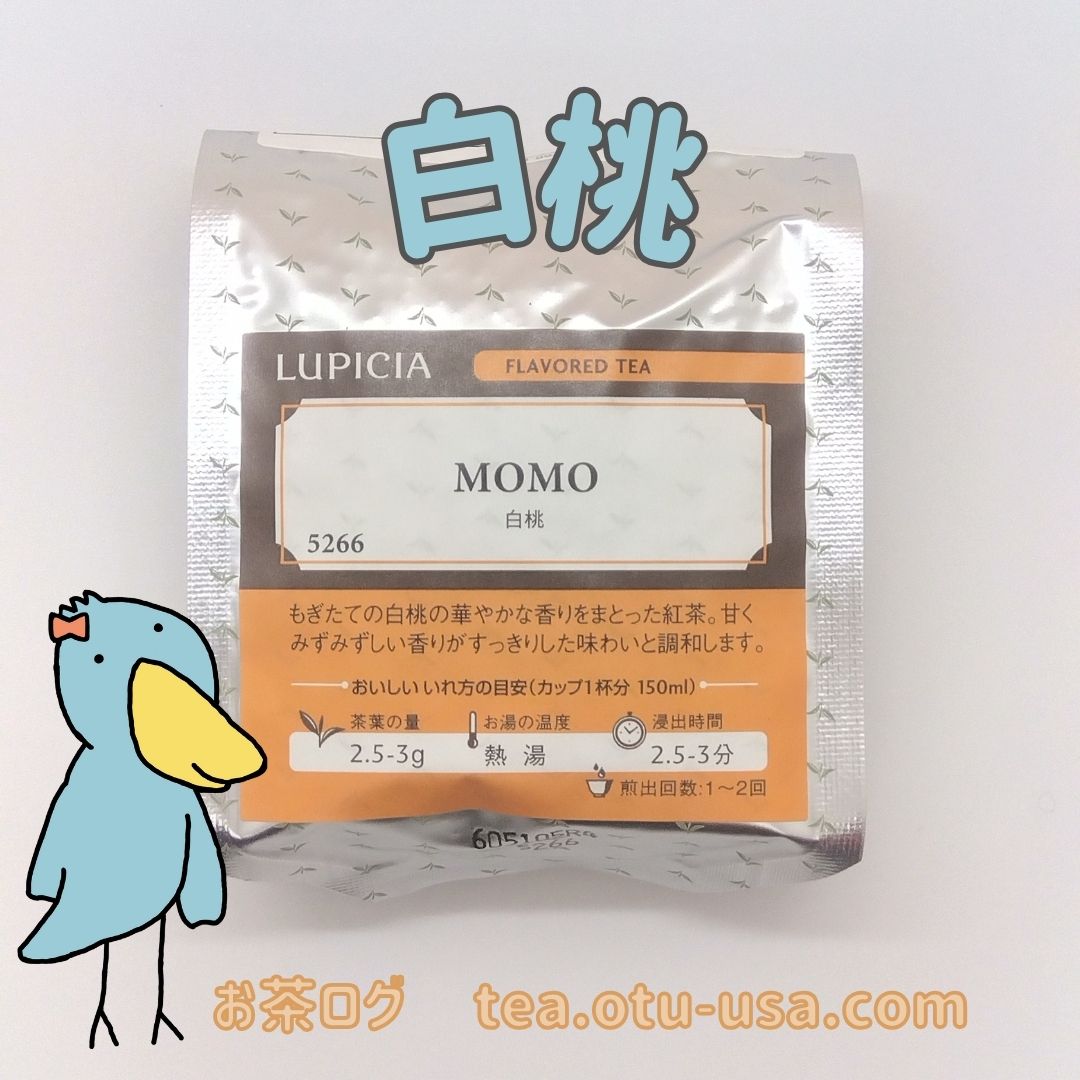 白桃
LUPICIA
FLAVORED TEA
MOMO
白桃
5266
もぎたての白桃の華やかな香りをまとった紅茶。甘く
みずみずしい香りがすっきりした味わいと調和します。
おいしいいれ方の目安(カップ1杯分 150ml)
茶葉の量 お湯の温度 浸出時間
2.5-3g 熱湯 2.5-3分
煎出回数:1〜2回
5266
お茶ログ tea.otu-usa.com